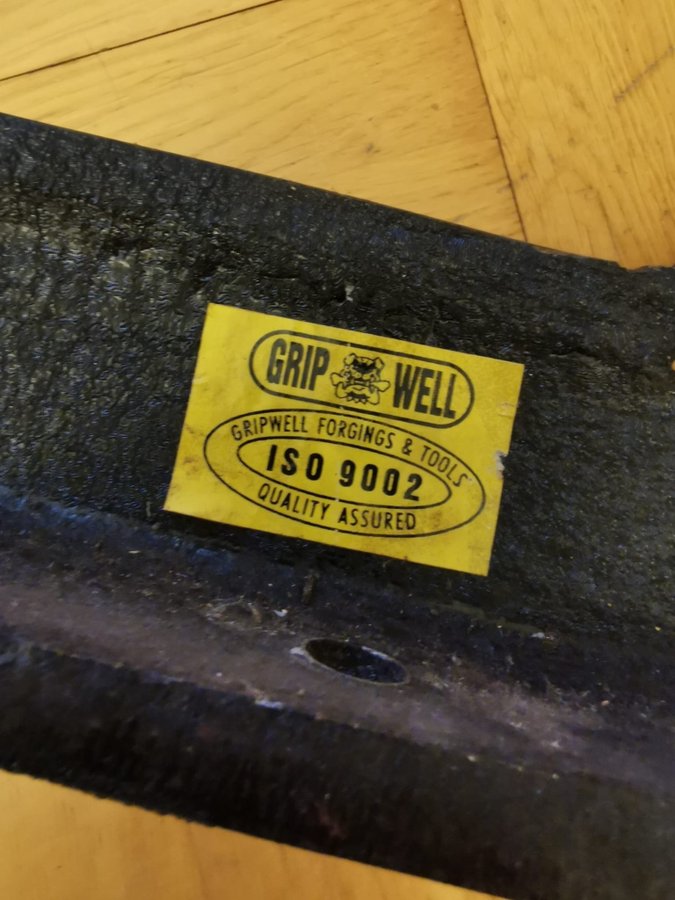 GRIP WELL
GRIPWELL FORGINGS & TOOLS
ISO 9002
QUALITY ASSURED